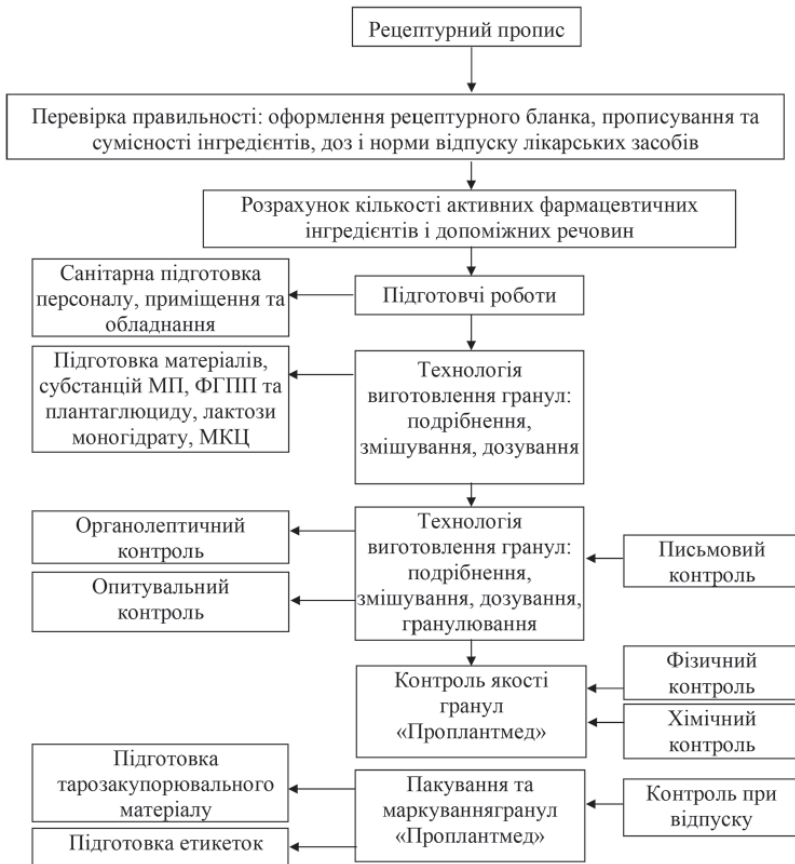 Рецептурний пропис
Перевірка правильності: оформлення рецептурного бланка, прописування та
сумісності інгредієнтів, доз і норми відпуску лікарських засобів
Розрахунок кількості активних фармацевтичних
інгредієнтів і допоміжних речовин
Санітарна підготовка
персоналу, приміщення та
обладнання
Підготовчі роботи
Підготовка матеріалів,
субстанцій МП, ФГПП та
плантаглюциду, лактози
моногідрату, МКЦ
Технологія
виготовлення гранул:
подрібнення,
змішування, дозування
Органолептичний
контроль
Опитувальний
контроль
Технологія
виготовлення гранул:
подрібнення,
змішування, дозування,
гранулювання
Письмовий
контроль
Контроль якості
гранул
«Проплантмед»
Фізичний
контроль
Хімічний
контроль
Підготовка
тарозакупорювального
матеріалу
Підготовка етикеток
Пакування та
маркуваннягранул
«Проплантмед»
Контроль при
відпуску